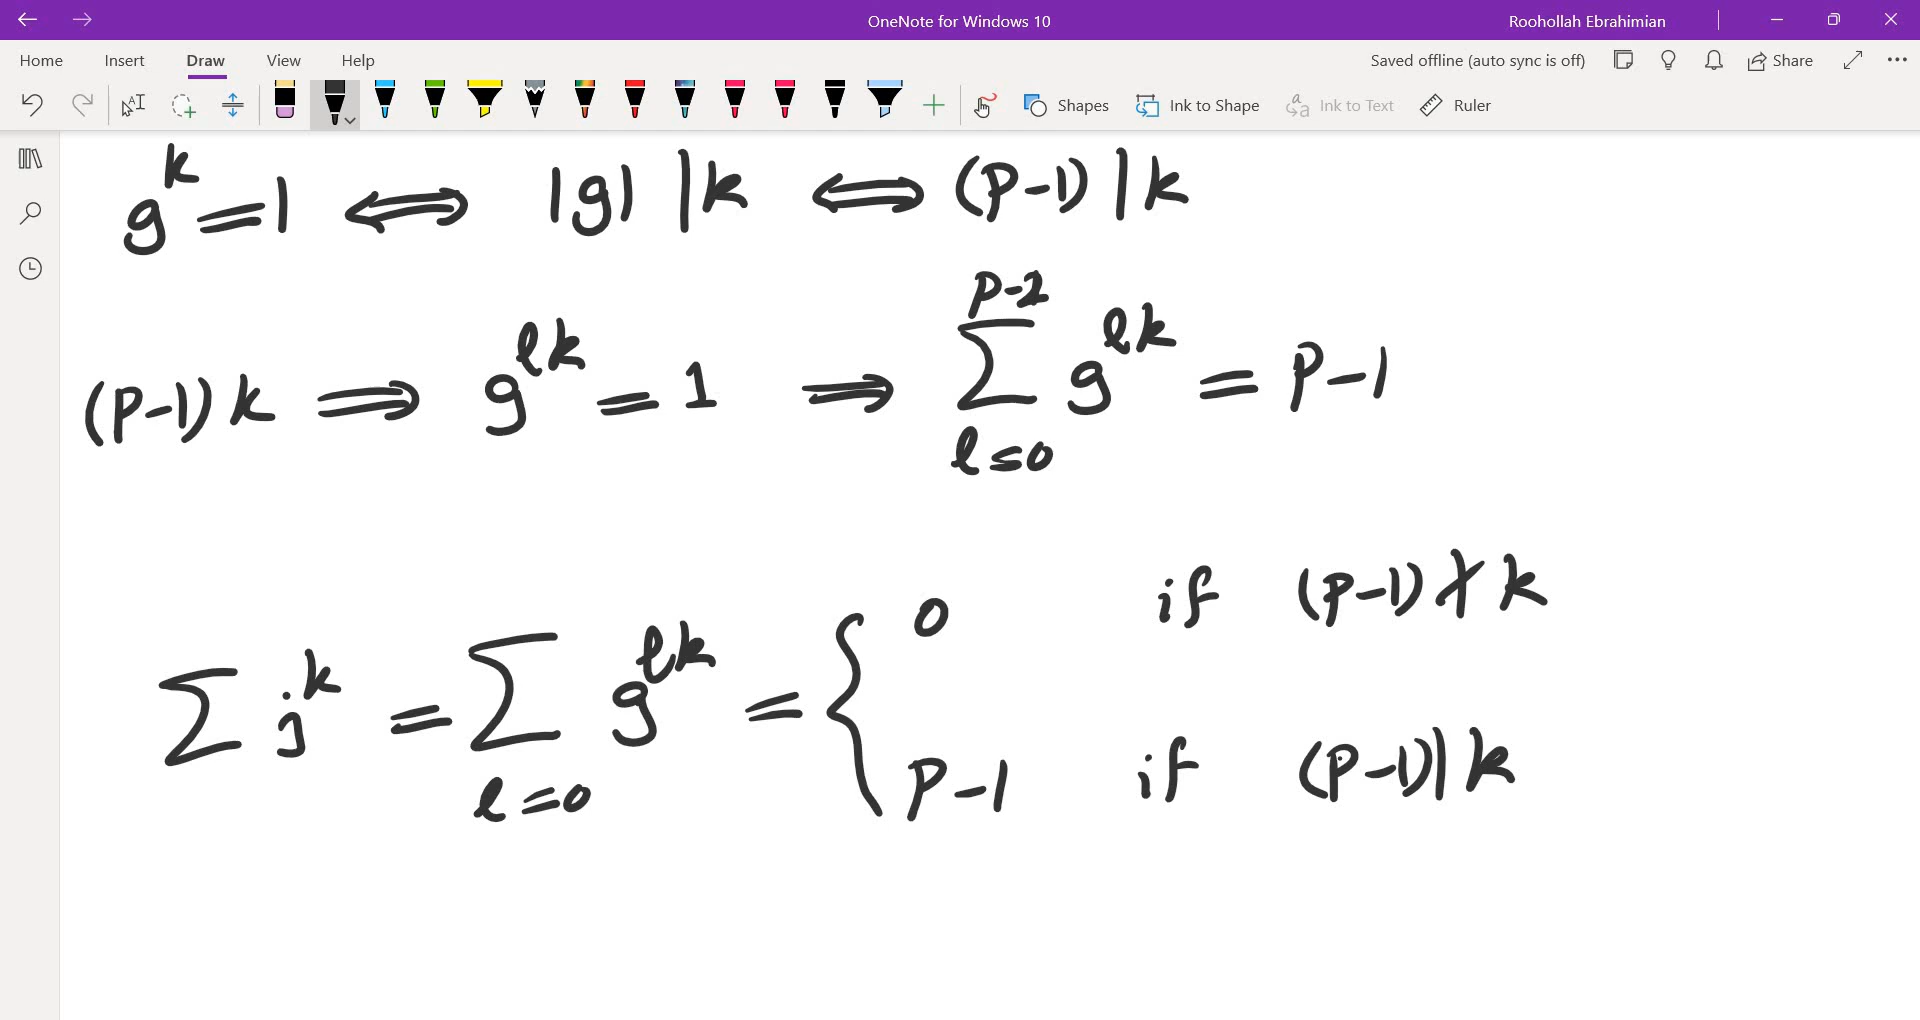 OneNote for Windows 10 Roohollah Ebrahimian
Home Insert Draw View Help Saved offline (auto sync is off) Share
Shapes Ink to Shape Ink to Text Ruler
g^k = 1 ⟺ |g| | k ⟺ (p-1) | k
(p-1) k ⟹ g^{lk} = 1 ⟹ ∑_{l=0}^{p-2} g^{lk} = p-1
∑ j^k = ∑_{l=0} g^{lk} = { 0 if (p-1) ∤ k
p-1 if (p-1) | k